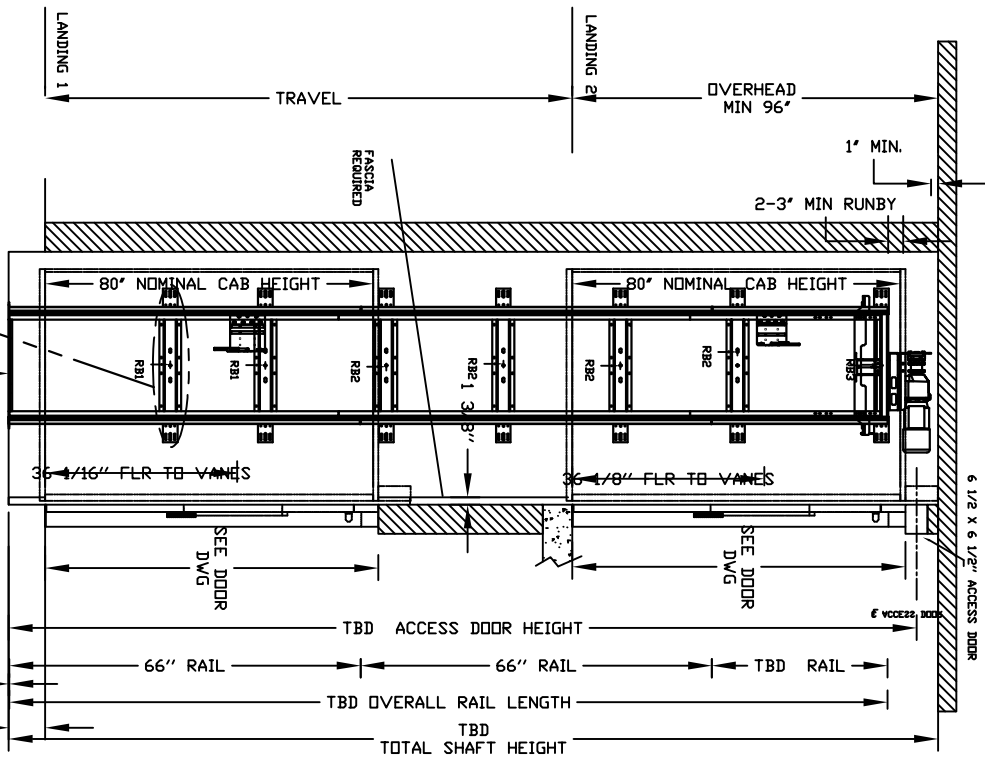 LANDING 1
TRAVEL
LANDING 2
OVERHEAD
MIN 96"
1" MIN.
FASCIA
REQUIRED
2-3" MIN RUNBY
80" NOMINAL CAB HEIGHT
80" NOMINAL CAB HEIGHT
RB1
RB1
RB2
RB2
RB2
RB2
RB3
1 3/8"
36 1/16" FLR TO VANES
36 1/8" FLR TO VANES
6 1/2 X 6 1/2" ACCESS DOOR
SEE DOOR
DWG
SEE DOOR
DWG
ACCESS DOOR
TBD ACCESS DOOR HEIGHT
66" RAIL
66" RAIL
TBD RAIL
TBD OVERALL RAIL LENGTH
TBD
TOTAL SHAFT HEIGHT